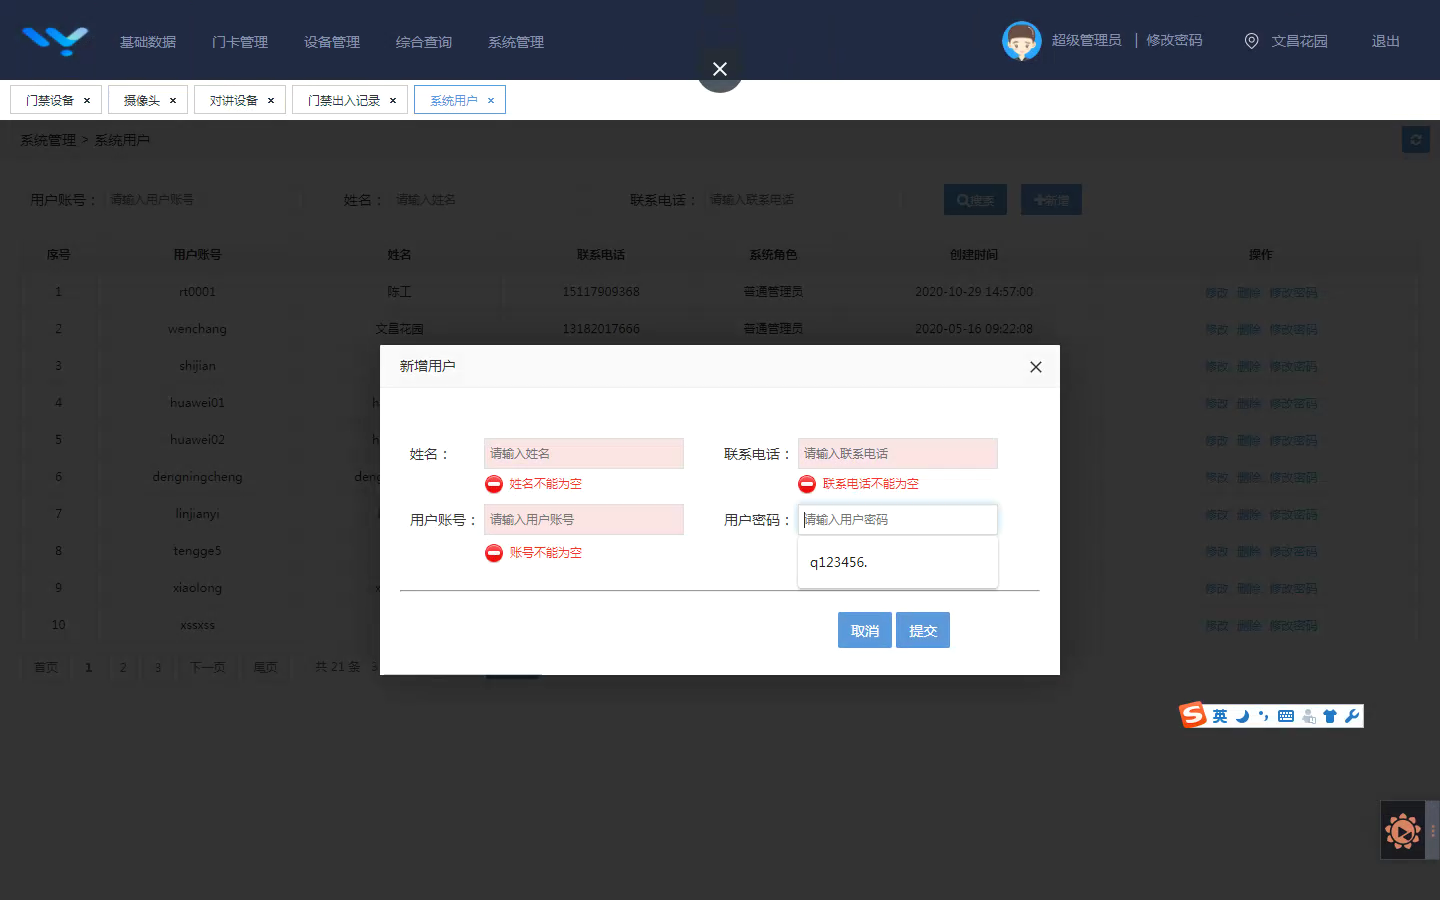 基础数据 门卡管理 设备管理 综合查询 系统管理 超级管理员 | 修改密码 文昌花园 退出
门禁设备 × 摄像头 × 对讲设备 × 门禁出入记录 × 系统用户 ×
系统管理 > 系统用户
用户账号： 请输入用户账号 姓名： 请输入姓名 联系电话： 请输入联系电话 搜索 新增
序号 用户账号 姓名 联系电话 系统角色 创建时间 操作
1 rt0001 陈工 15117909368 普通管理员 2020-10-29 14:57:00 修改 删除 修改密码
2 wenchang 文昌花园 13182017666 普通管理员 2020-05-16 09:22:08 修改 删除 修改密码
3 shijian 修改 删除 修改密码
4 huawei01 h 修改 删除 修改密码
5 huawei02 h 修改 删除 修改密码
6 dengningcheng deng 修改 删除 修改密码
7 linjianyi 修改 删除 修改密码
8 tengge5 修改 删除 修改密码
9 xiaolong x 修改 删除 修改密码
10 xssxss 修改 删除 修改密码
首页 1 2 3 下一页 尾页 共 21 条 3
新增用户
姓名： 请输入姓名 联系电话： 请输入联系电话
姓名不能为空 联系电话不能为空
用户账号： 请输入用户账号 用户密码： 请输入用户密码
账号不能为空
q123456.
取消 提交
英